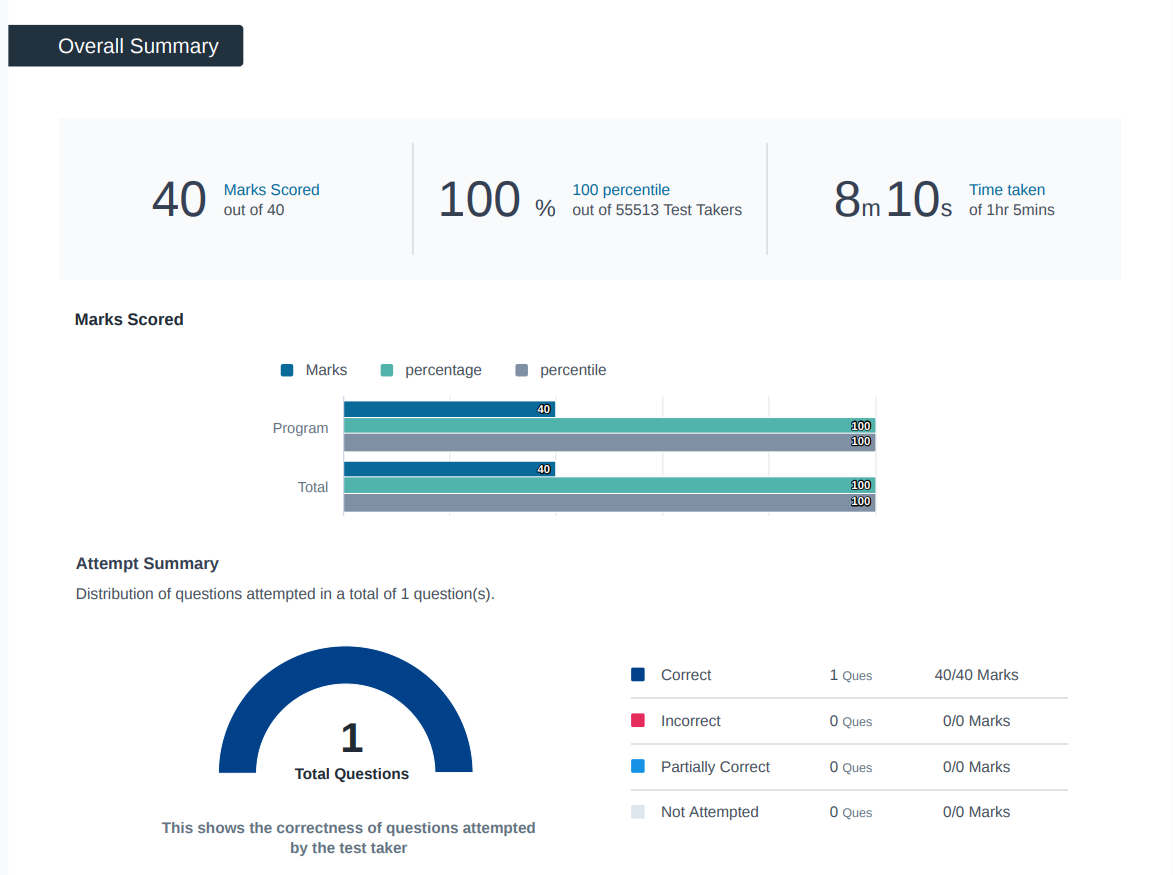 Overall Summary
40 Marks Scored
out of 40
100 % 100 percentile
out of 55513 Test Takers
8m 10s Time taken
of 1hr 5mins
Marks Scored
Marks percentage percentile
Program 40
100
100
Total 40
100
100
Attempt Summary
Distribution of questions attempted in a total of 1 question(s).
1
Total Questions
This shows the correctness of questions attempted
by the test taker
Correct 1 Ques 40/40 Marks
Incorrect 0 Ques 0/0 Marks
Partially Correct 0 Ques 0/0 Marks
Not Attempted 0 Ques 0/0 Marks